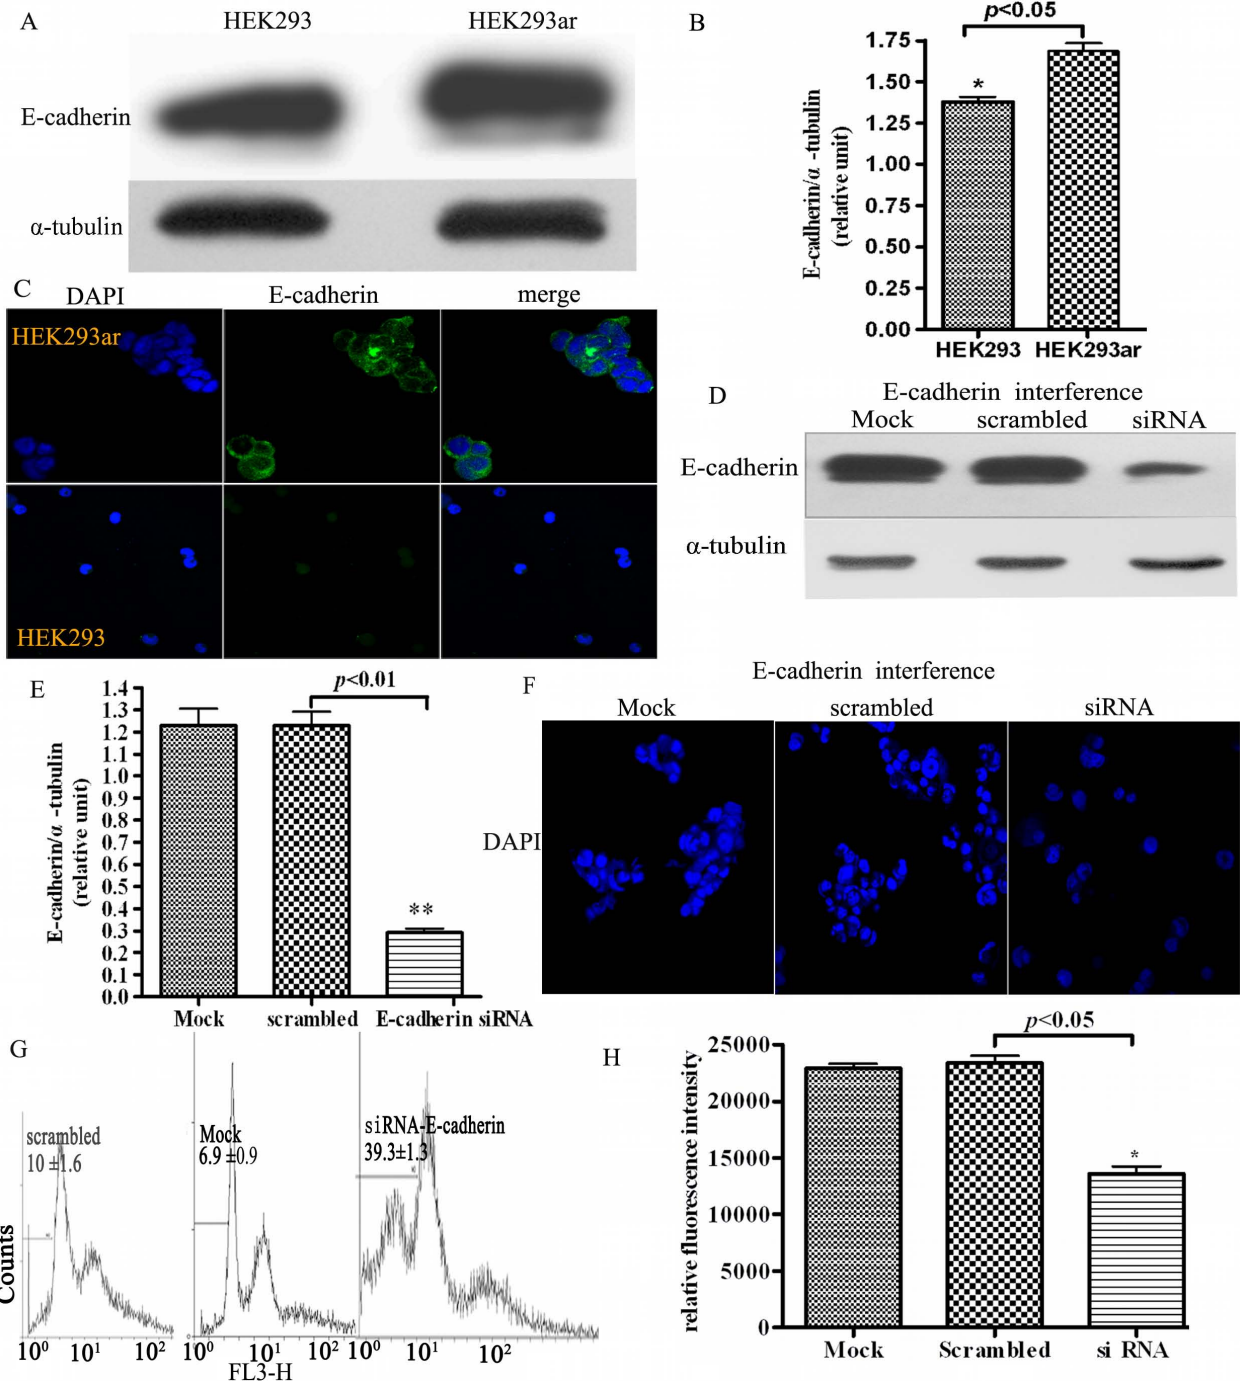 A
HEK293
HEK293ar
E-cadherin
α-tubulin
B
p<0.05
E-cadherin/α -tubulin
(relative unit)
1.75
1.50
1.25
1.00
0.75
0.50
0.25
0.00
*
HEK293
HEK293ar
C
DAPI
E-cadherin
merge
HEK293ar
HEK293
D
E-cadherin interference
Mock
scrambled
siRNA
E-cadherin
α-tubulin
E
p<0.01
E-cadherin/α -tubulin
(relative unit)
1.4
1.3
1.2
1.1
1.0
0.9
0.8
0.7
0.6
0.5
0.4
0.3
0.2
0.1
0.0
**
Mock
scrambled
E-cadherin siRNA
F
E-cadherin interference
Mock
scrambled
siRNA
DAPI
G
Counts
scrambled
10 ±1.6
Mock
6.9 ±0.9
siRNA-E-cadherin
39.3±1.3
10⁰ 10¹ 10²
10⁰ 10¹ 10²
10⁰ 10¹ 10²
FL3-H
H
p<0.05
relative fluorescence intensity
25000
20000
15000
10000
5000
0
*
Mock
Scrambled
si RNA